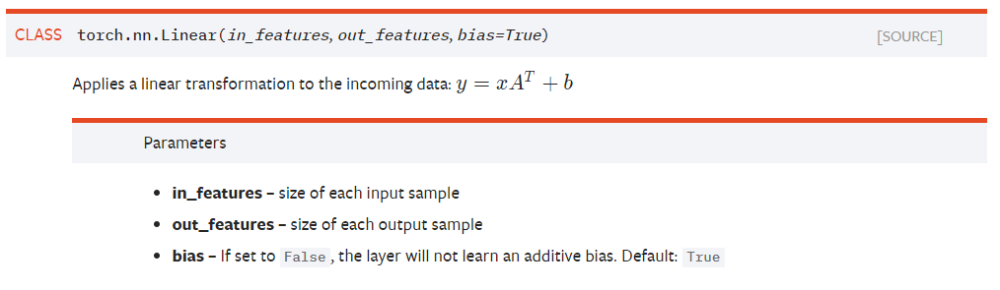 CLASS torch.nn.Linear(in_features, out_features, bias=True) [SOURCE]
Applies a linear transformation to the incoming data: y = xA^T + b
Parameters
• in_features – size of each input sample
• out_features – size of each output sample
• bias – If set to False, the layer will not learn an additive bias. Default: True